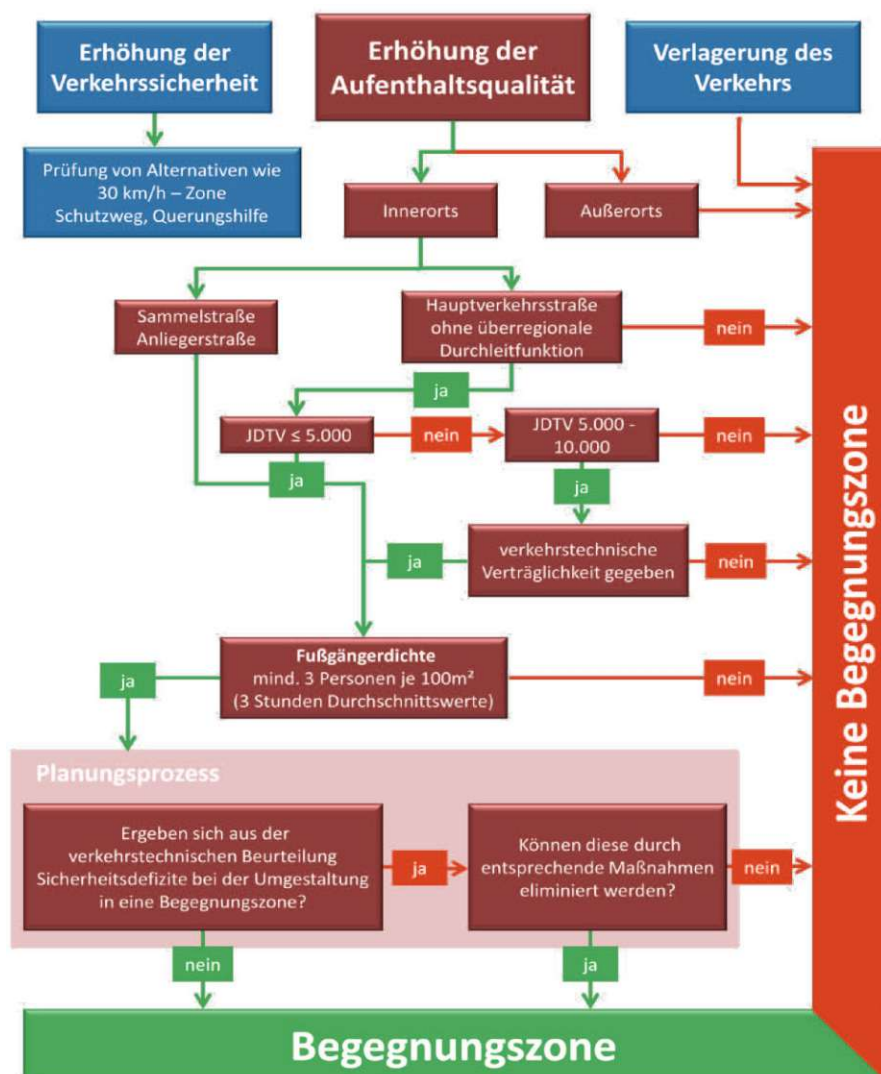 Erhöhung der
Verkehrssicherheit
Erhöhung der
Aufenthaltsqualität
Verlagerung des
Verkehrs
Prüfung von Alternativen wie
30 km/h – Zone
Schutzweg, Querungshilfe
Innerorts
Außerorts
Sammelstraße
Anliegerstraße
Hauptverkehrsstraße
ohne überregionale
Durchleitfunktion
nein
ja
JDTV ≤ 5.000
nein
JDTV 5.000 -
10.000
nein
ja
ja
ja
verkehrstechnische
Verträglichkeit gegeben
nein
Fußgängerdichte
mind. 3 Personen je 100m²
(3 Stunden Durchschnittswerte)
ja
nein
Planungsprozess
Ergeben sich aus der
verkehrstechnischen Beurteilung
Sicherheitsdefizite bei der Umgestaltung
in eine Begegnungszone?
ja
Können diese durch
entsprechende Maßnahmen
eliminiert werden?
nein
nein
ja
Keine Begegnungszone
Begegnungszone